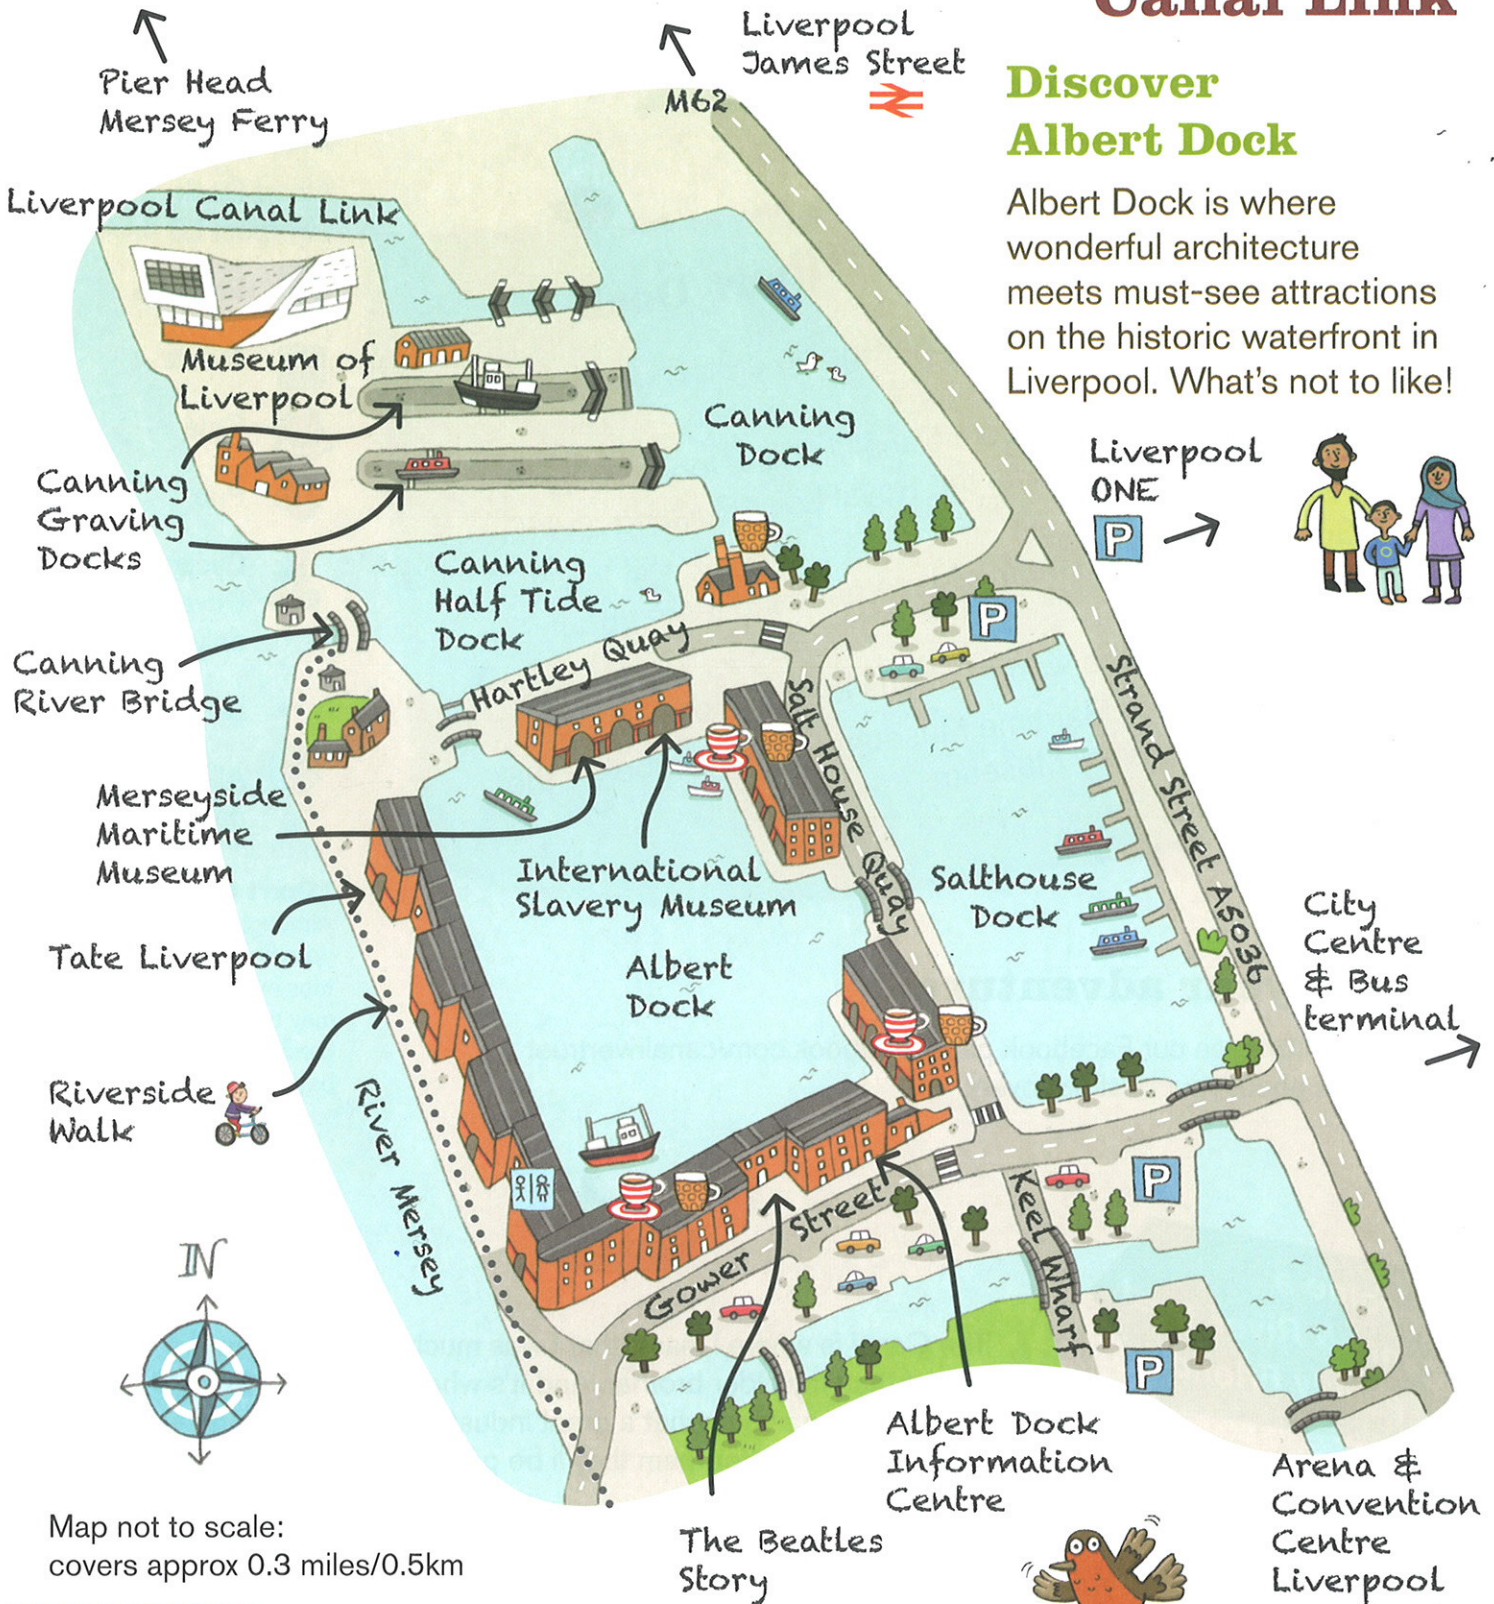 Canal Link
Pier Head
Mersey Ferry
M62
Liverpool
James Street
Discover
Albert Dock
Albert Dock is where
wonderful architecture
meets must-see attractions
on the historic waterfront in
Liverpool. What's not to like!
Liverpool Canal Link
Museum of
Liverpool
Canning
Graving
Docks
Canning
Dock
Liverpool
ONE
P
Canning
Half Tide
Dock
P
Canning
River Bridge
Hartley Quay
Salt House Quay
Strand Street A5036
Merseyside
Maritime
Museum
International
Slavery Museum
Salthouse
Dock
City
Centre
& Bus
terminal
Tate Liverpool
Albert
Dock
Riverside
Walk
River Mersey
Gower Street
Keel Wharf
P
P
N
Albert Dock
Information
Centre
The Beatles
Story
Arena &
Convention
Centre
Liverpool
Map not to scale:
covers approx 0.3 miles/0.5km